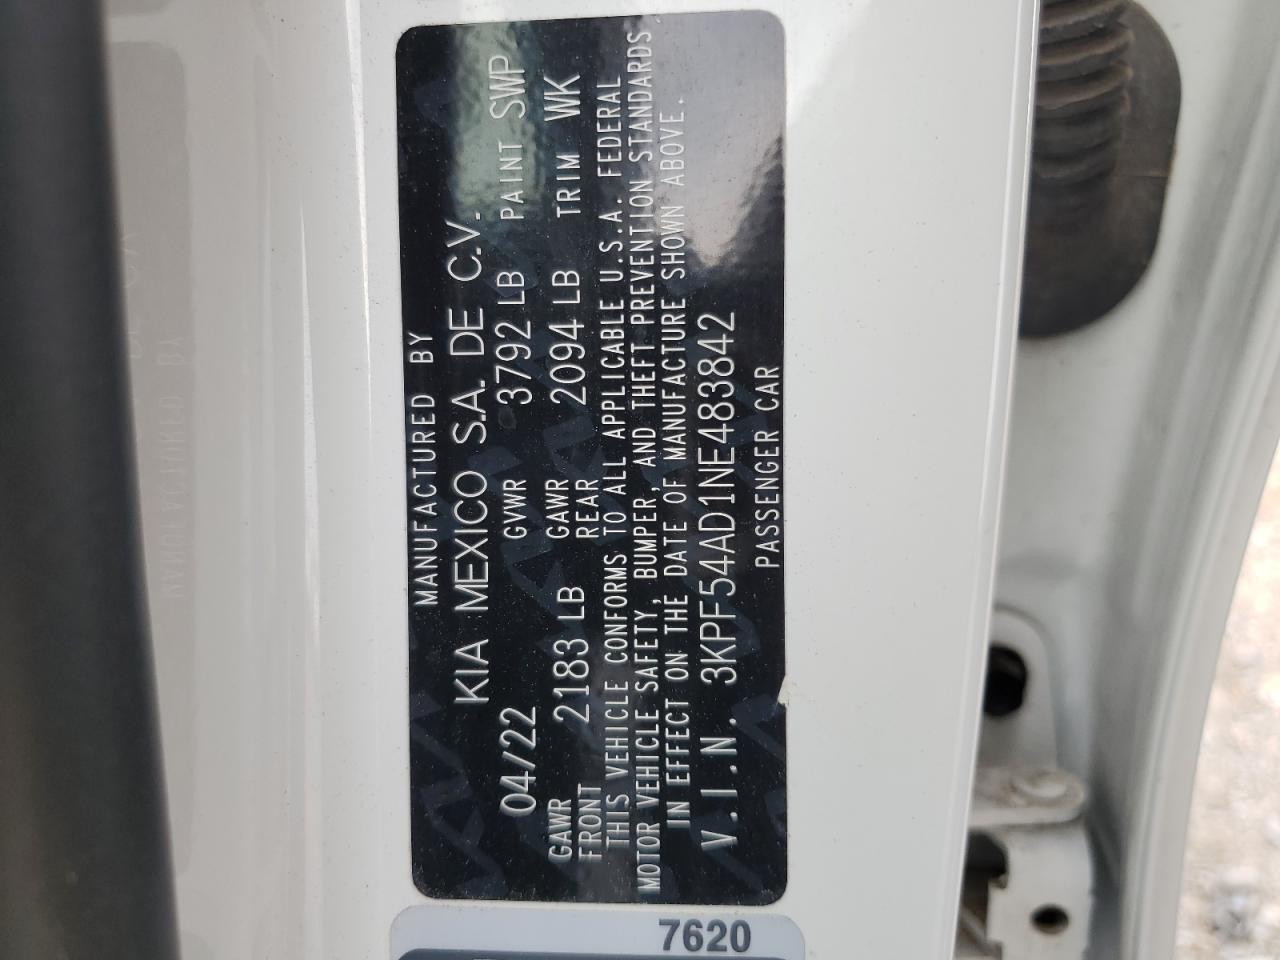 MANUFACTURED BY
KIA MEXICO S.A. DE C.V.
04/22 GVWR 3792 LB PAINT SWP
GAWR FRONT 2183 LB GAWR REAR 2094 LB TRIM WK
THIS VEHICLE CONFORMS TO ALL APPLICABLE U.S.A. FEDERAL
MOTOR VEHICLE SAFETY, BUMPER, AND THEFT PREVENTION STANDARDS
IN EFFECT ON THE DATE OF MANUFACTURE SHOWN ABOVE.
V.I.N. 3KPF54AD1NE483842
PASSENGER CAR
7620